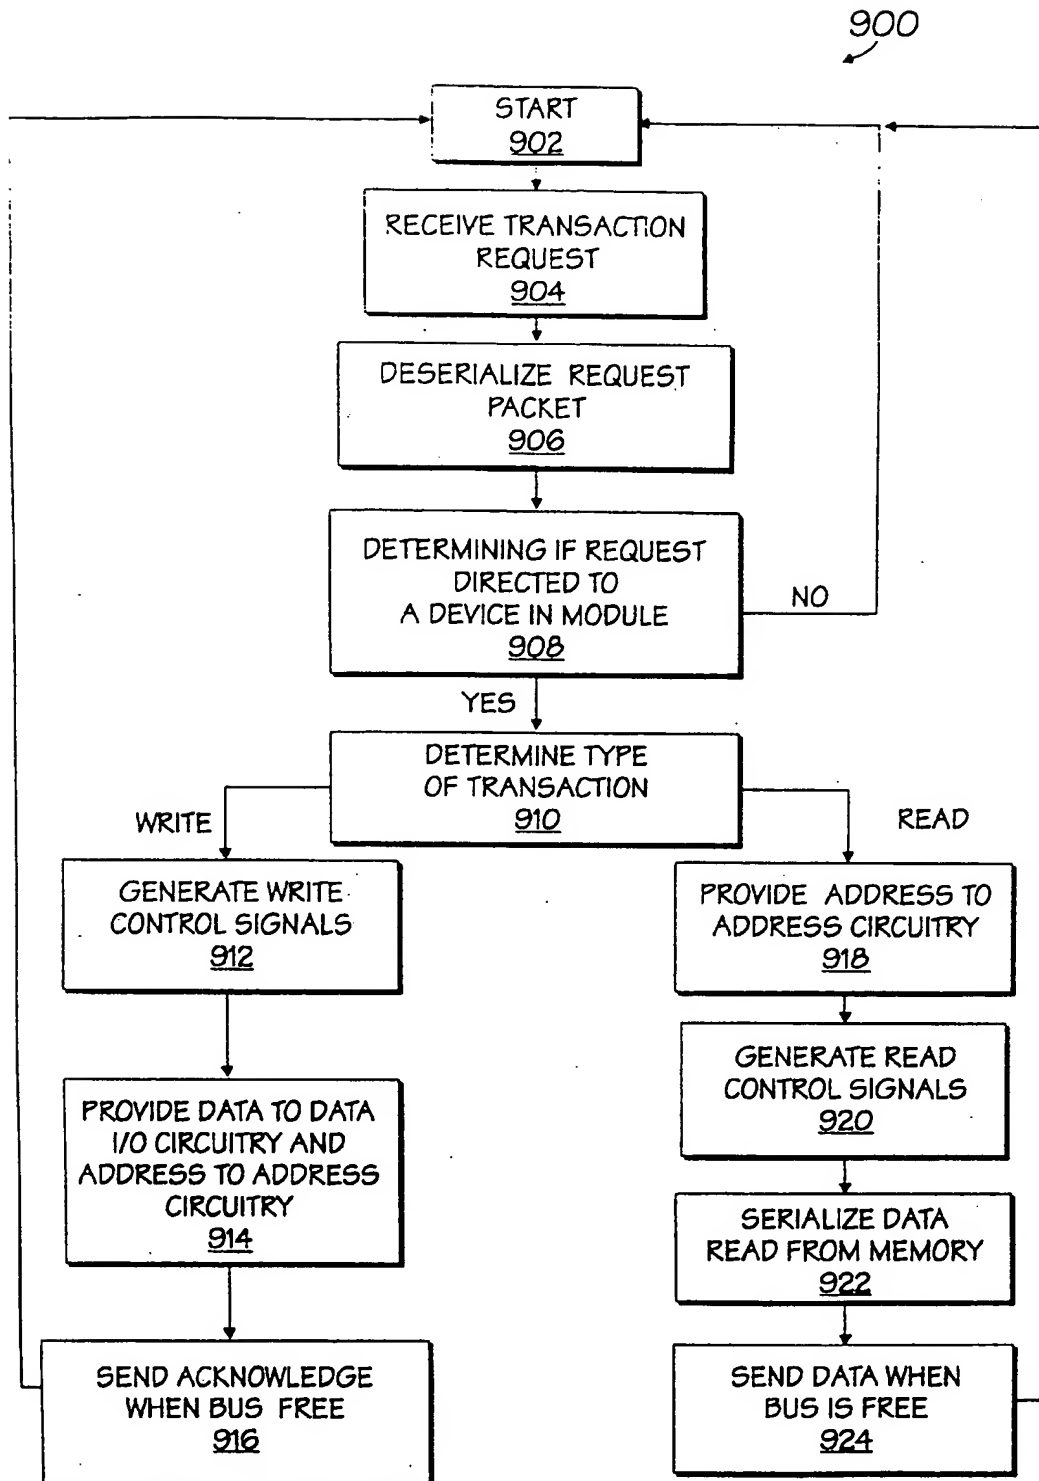 900
START
902
RECEIVE TRANSACTION
REQUEST
904
DESERIALIZE REQUEST
PACKET
906
DETERMINING IF REQUEST
DIRECTED TO
A DEVICE IN MODULE
908
NO
YES
DETERMINE TYPE
OF TRANSACTION
910
WRITE
READ
GENERATE WRITE
CONTROL SIGNALS
912
PROVIDE DATA TO DATA
I/O CIRCUITRY AND
ADDRESS TO ADDRESS
CIRCUITRY
914
SEND ACKNOWLEDGE
WHEN BUS FREE
916
PROVIDE ADDRESS TO
ADDRESS CIRCUITRY
918
GENERATE READ
CONTROL SIGNALS
920
SERIALIZE DATA
READ FROM MEMORY
922
SEND DATA WHEN
BUS IS FREE
924